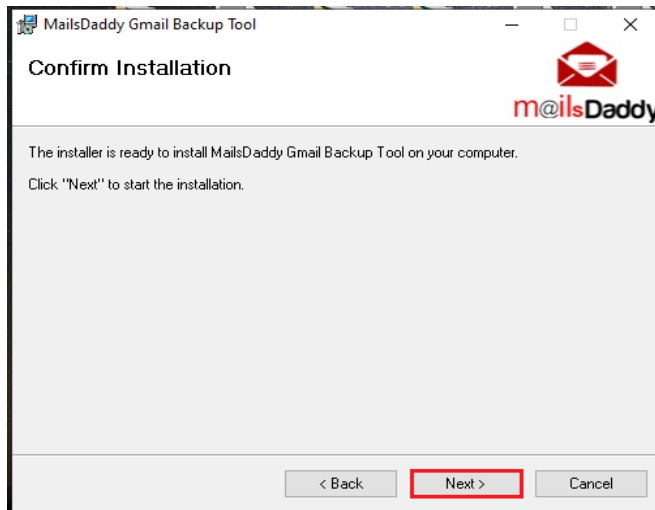 MailsDaddy Gmail Backup Tool
Confirm Installation
m@ilsDaddy
The installer is ready to install MailsDaddy Gmail Backup Tool on your computer.
Click "Next" to start the installation.
< Back
Next >
Cancel